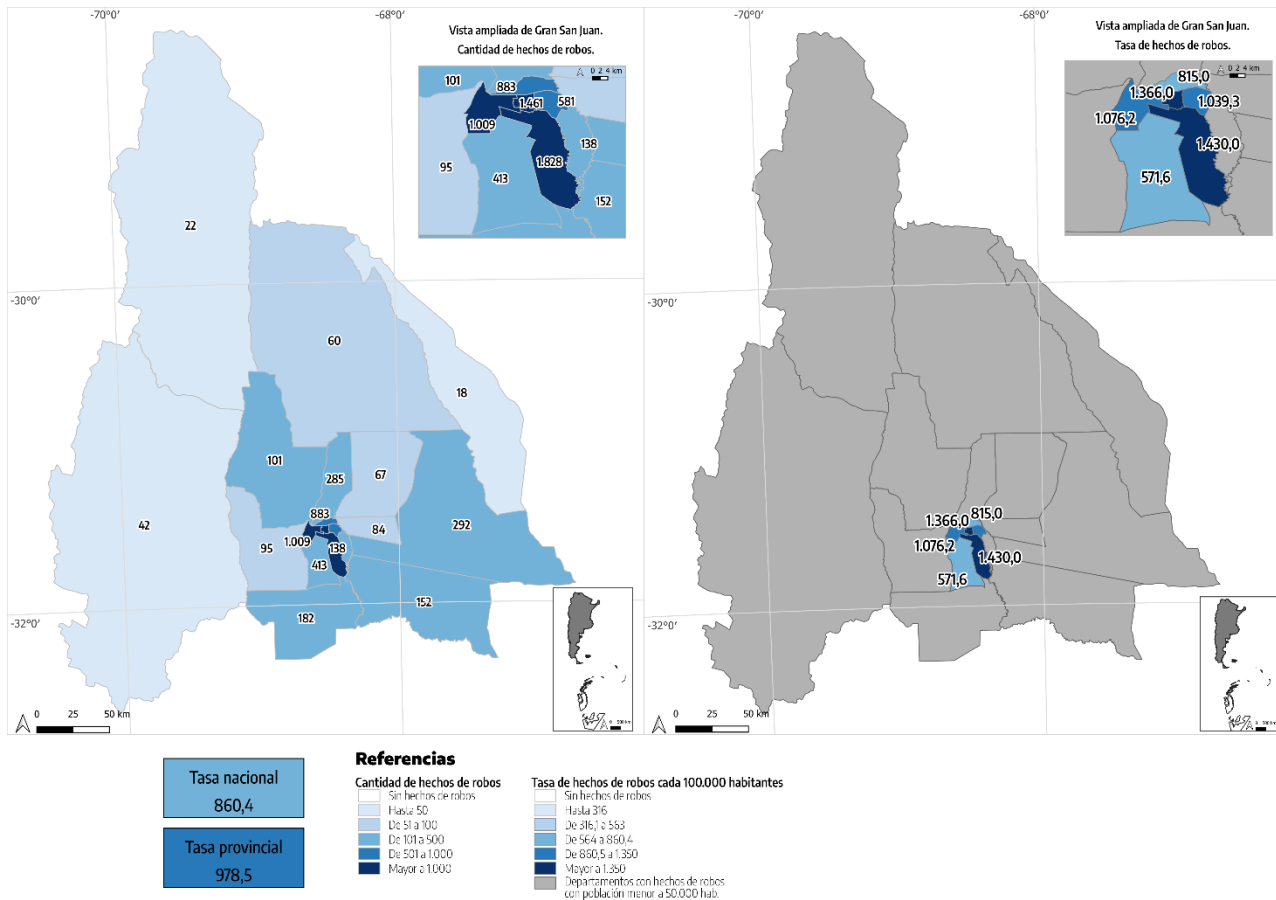 -70°0'
-68°0'
Vista ampliada de Gran San Juan.
Cantidad de hechos de robos.
0 2 4 km
101
883
1.461
581
1.009
138
95
413
1.828
152
22
-30°0'
60
18
101
285
67
883
42
95
1.009
138
84
292
413
152
182
-32°0'
0 25 50 km
-70°0'
-68°0'
Vista ampliada de Gran San Juan.
Tasa de hechos de robos.
0 2 4 km
815,0
1.366,0
1.039,3
1.076,2
1.430,0
571,6
-30°0'
815,0
1.366,0
1.076,2
1.430,0
571,6
-32°0'
0 25 50 km
Tasa nacional
860,4
Tasa provincial
978,5
Referencias
Cantidad de hechos de robos
Sin hechos de robos
Hasta 50
De 51 a 100
De 101 a 500
De 501 a 1.000
Mayor a 1.000
Tasa de hechos de robos cada 100.000 habitantes
Sin hechos de robos
Hasta 316
De 316,1 a 563
De 564 a 860,4
De 860,5 a 1.350
Mayor a 1.350
Departamentos con hechos de robos
con población menor a 50.000 hab.